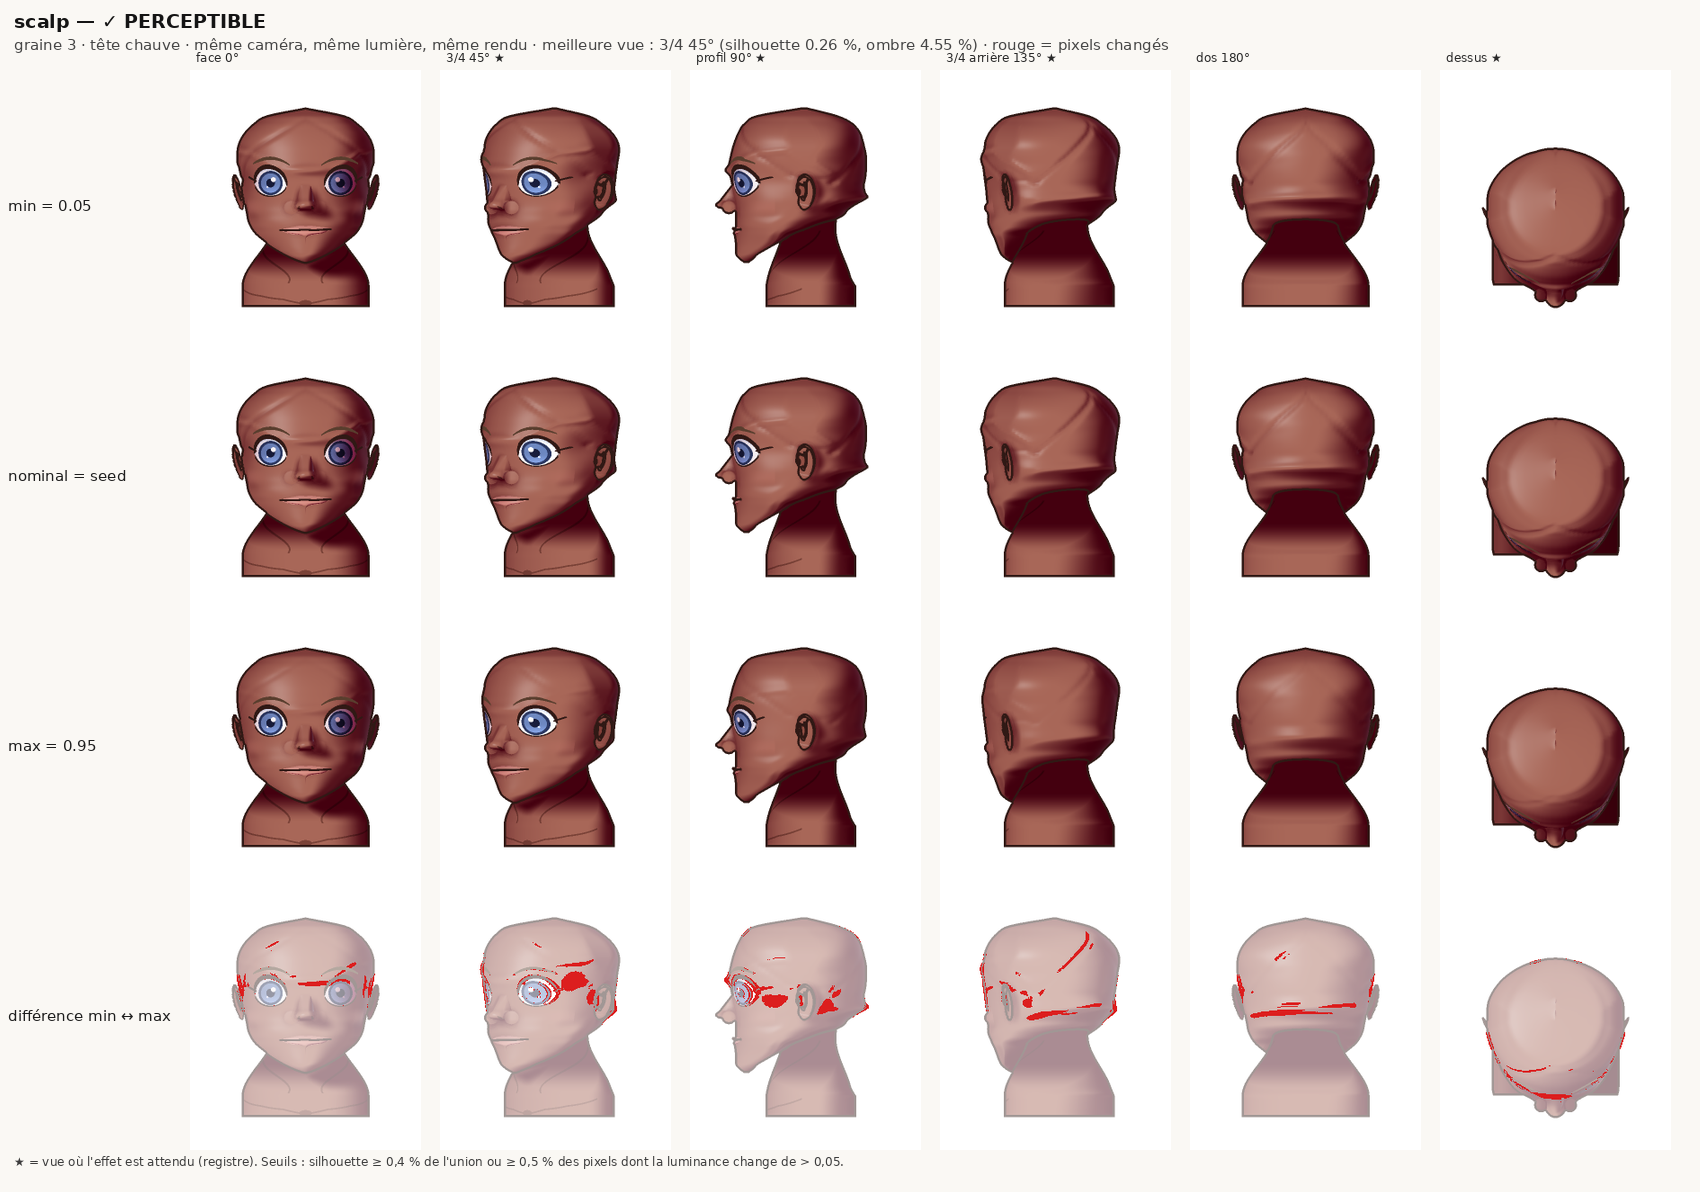 scalp — ✓ PERCEPTIBLE
graine 3 · tête chauve · même caméra, même lumière, même rendu · meilleure vue : 3/4 45° (silhouette 0.26 %, ombre 4.55 %) · rouge = pixels changés
face 0° 3/4 45° ★ profil 90° ★ 3/4 arrière 135° ★ dos 180° dessus ★
min = 0.05
nominal = seed
max = 0.95
différence min ↔ max
★ = vue où l'effet est attendu (registre). Seuils : silhouette ≥ 0,4 % de l'union ou ≥ 0,5 % des pixels dont la luminance change de > 0,05.